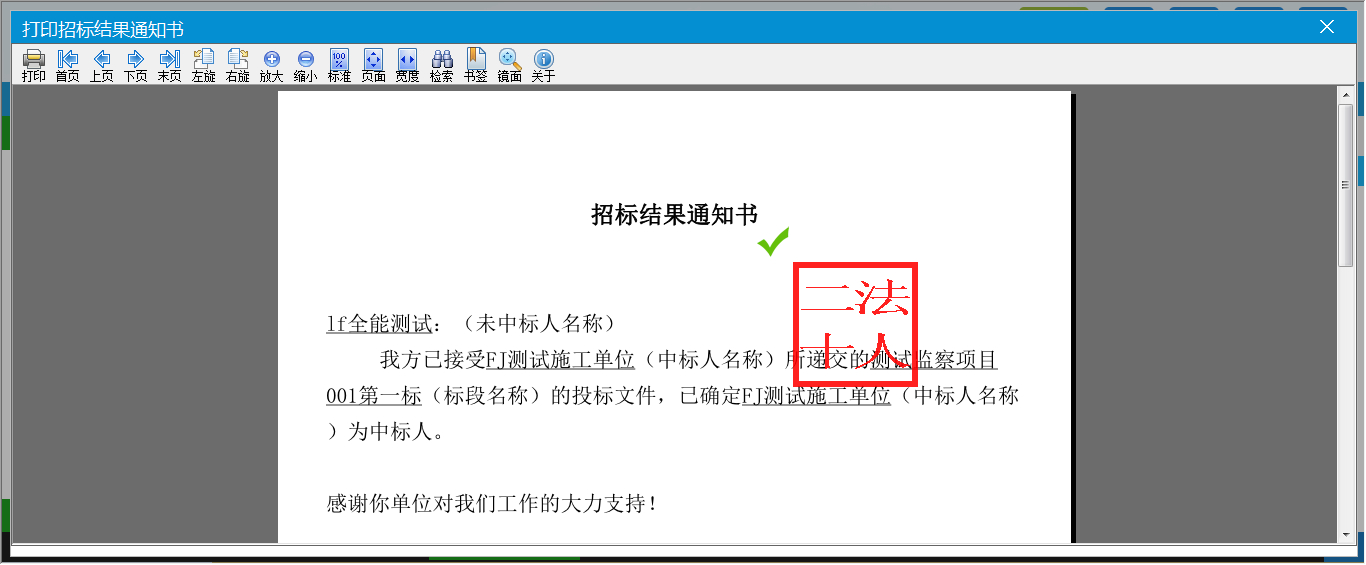 打印招标结果通知书
打印 首页 上页 下页 末页 左旋 右旋 放大 缩小 标准 页面 宽度 检索 书签 镜面 关于
100%
招标结果通知书
二法
十人
lf全能测试：（未中标人名称）
我方已接受FJ测试施工单位（中标人名称）所递交的测试监察项目
001第一标（标段名称）的投标文件，已确定FJ测试施工单位（中标人名称
）为中标人。
感谢你单位对我们工作的大力支持！